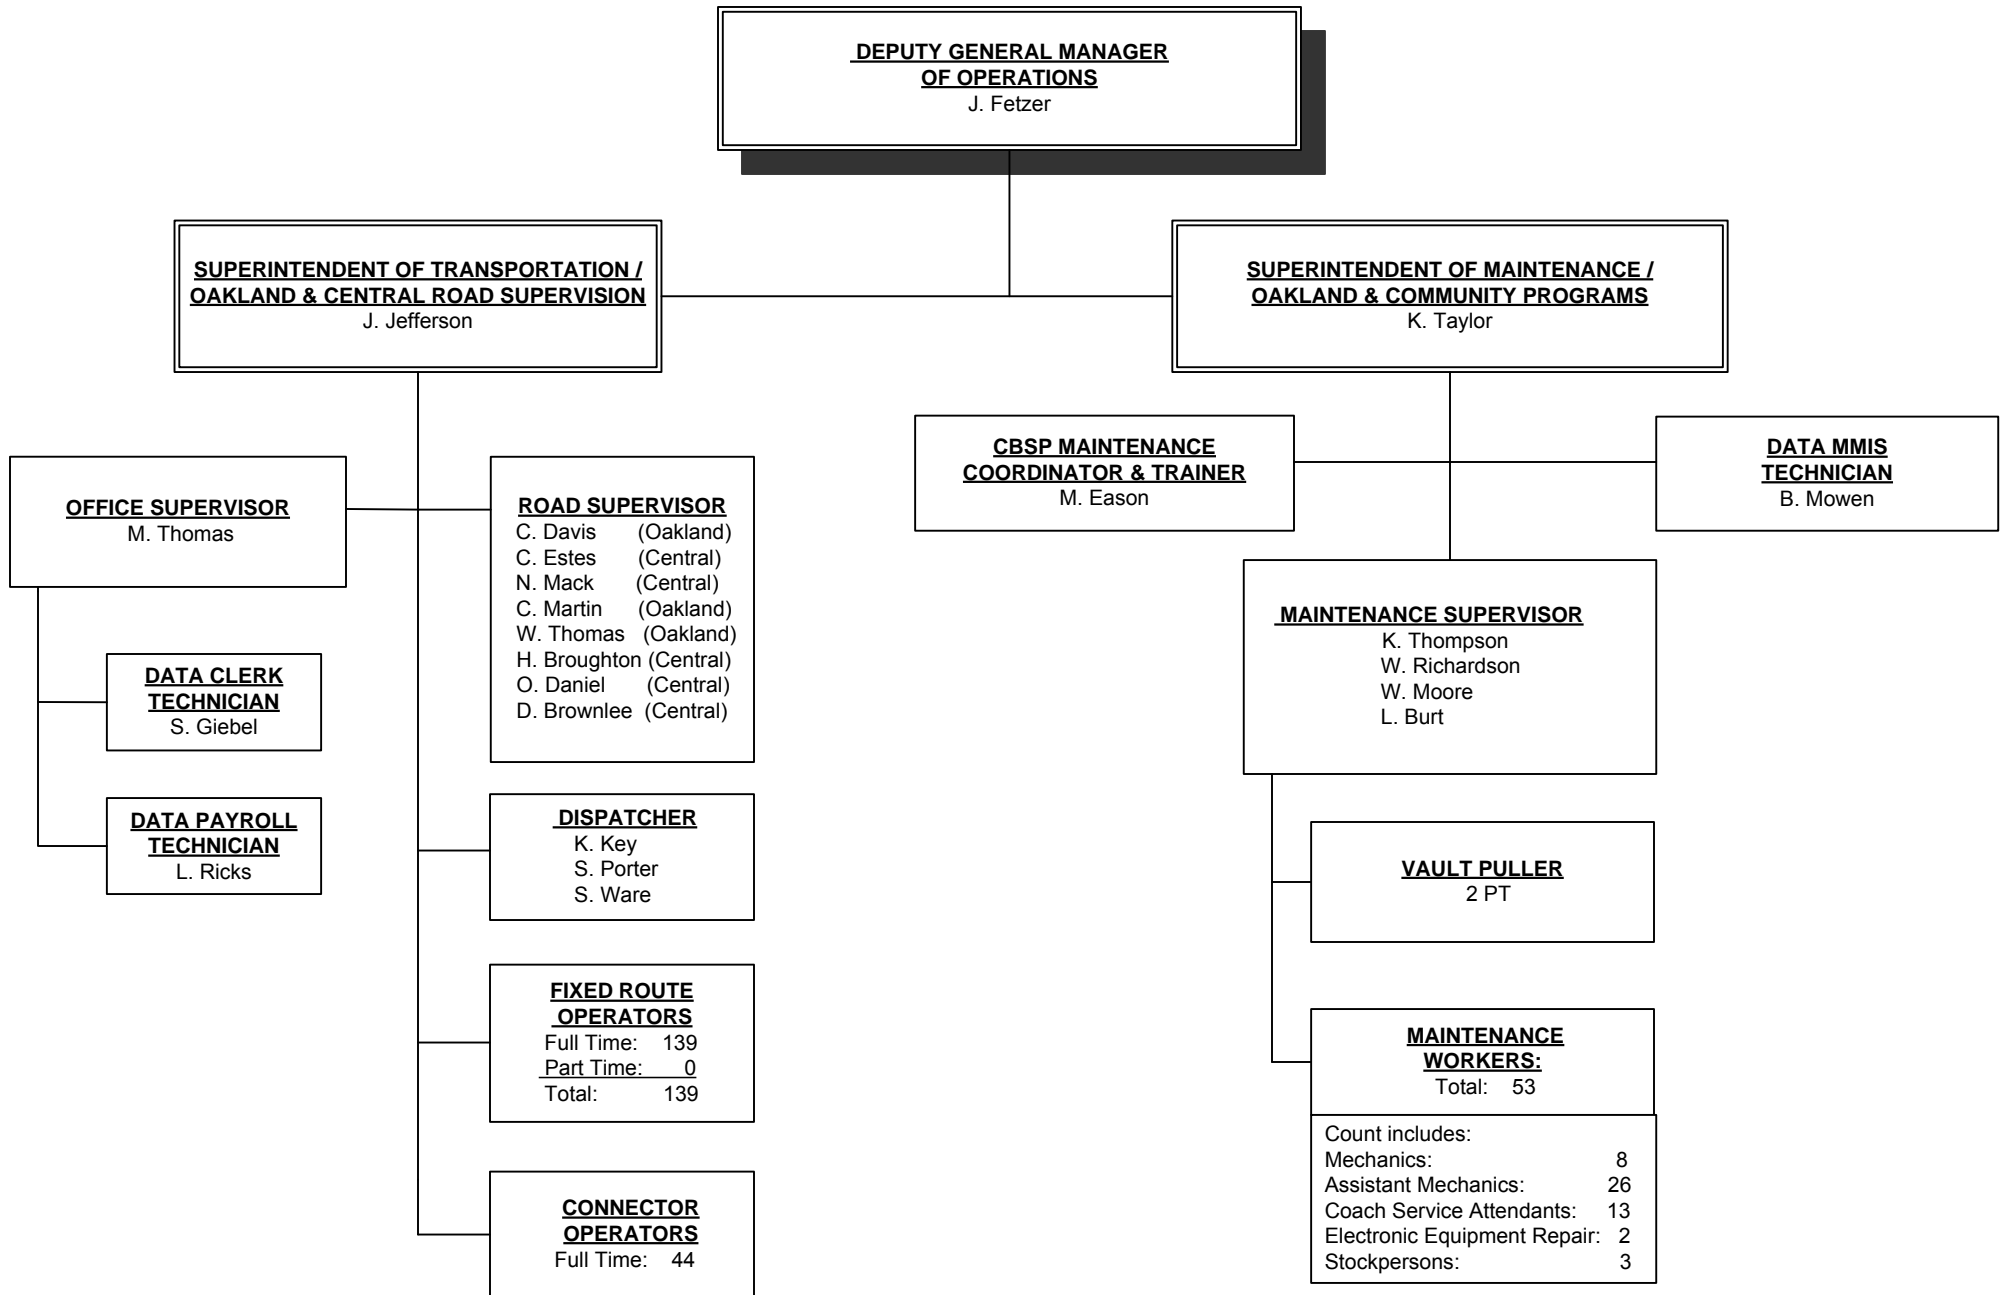 DEPUTY GENERAL MANAGER
OF OPERATIONS
J. Fetzer
SUPERINTENDENT OF TRANSPORTATION /
OAKLAND & CENTRAL ROAD SUPERVISION
J. Jefferson
SUPERINTENDENT OF MAINTENANCE /
OAKLAND & COMMUNITY PROGRAMS
K. Taylor
OFFICE SUPERVISOR
M. Thomas
DATA CLERK
TECHNICIAN
S. Giebel
DATA PAYROLL
TECHNICIAN
L. Ricks
ROAD SUPERVISOR
C. Davis (Oakland)
C. Estes (Central)
N. Mack (Central)
C. Martin (Oakland)
W. Thomas (Oakland)
H. Broughton (Central)
O. Daniel (Central)
D. Brownlee (Central)
DISPATCHER
K. Key
S. Porter
S. Ware
FIXED ROUTE
OPERATORS
Full Time: 139
Part Time: 0
Total: 139
CONNECTOR
OPERATORS
Full Time: 44
CBSP MAINTENANCE
COORDINATOR & TRAINER
M. Eason
DATA MMIS
TECHNICIAN
B. Mowen
MAINTENANCE SUPERVISOR
K. Thompson
W. Richardson
W. Moore
L. Burt
VAULT PULLER
2 PT
MAINTENANCE
WORKERS:
Total: 53
Count includes:
Mechanics: 8
Assistant Mechanics: 26
Coach Service Attendants: 13
Electronic Equipment Repair: 2
Stockpersons: 3